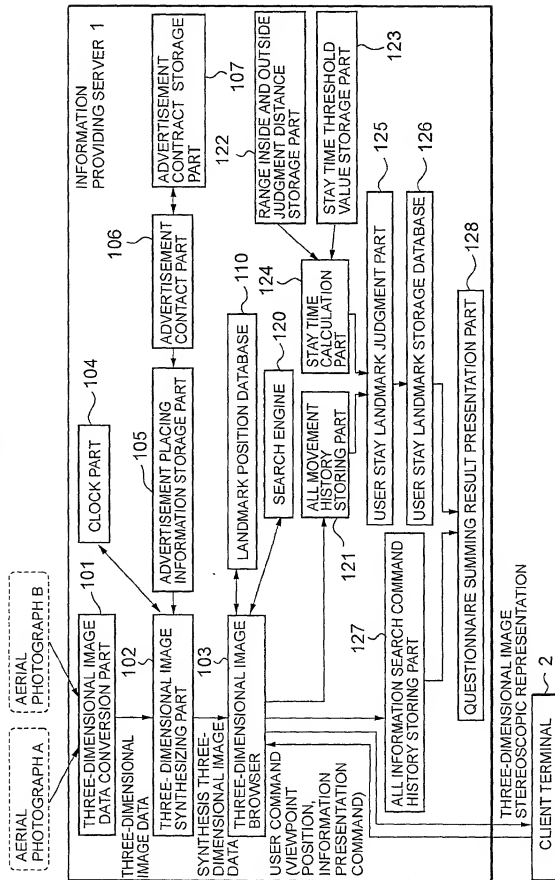 AERIAL
PHOTOGRAPH A
AERIAL
PHOTOGRAPH B
INFORMATION
PROVIDING SERVER 1
101
THREE-DIMENSIONAL IMAGE
DATA CONVERSION PART
104
CLOCK PART
THREE-DIMENSIONAL
IMAGE DATA
102
THREE-DIMENSIONAL IMAGE
SYNTHESIZING PART
105
ADVERTISEMENT PLACING
INFORMATION STORAGE PART
106
ADVERTISEMENT
CONTACT PART
107
ADVERTISEMENT
CONTRACT STORAGE
PART
SYNTHESIS THREE-
DIMENSIONAL IMAGE
DATA
103
THREE-DIMENSIONAL IMAGE
BROWSER
110
LANDMARK POSITION DATABASE
120
SEARCH ENGINE
122
RANGE INSIDE AND OUTSIDE
JUDGMENT DISTANCE
STORAGE PART
123
STAY TIME THRESHOLD
VALUE STORAGE PART
USER COMMAND
(VIEWPOINT
POSITION,
INFORMATION
PRESENTATION
COMMAND)
ALL MOVEMENT
HISTORY
STORING PART
121
124
STAY TIME
CALCULATION
PART
125
USER STAY LANDMARK JUDGMENT PART
126
USER STAY LANDMARK STORAGE DATABASE
127
ALL INFORMATION SEARCH COMMAND
HISTORY STORING PART
128
QUESTIONNAIRE SUMMING RESULT PRESENTATION PART
THREE-DIMENSIONAL IMAGE
STEREOSCOPIC REPRESENTATION
2
CLIENT TERMINAL